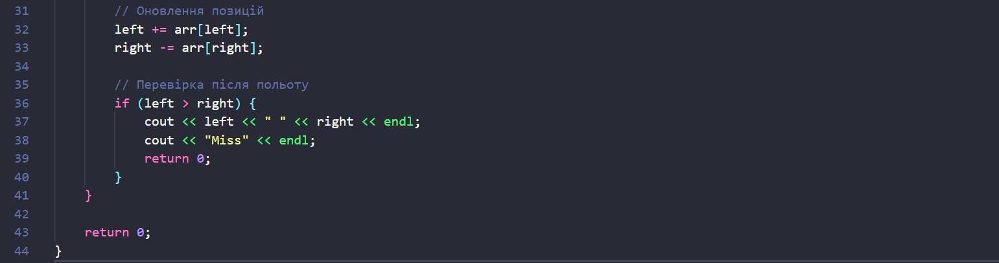 31 // Оновлення позицій
32 left += arr[left];
33 right -= arr[right];
34
35 // Перевірка після польоту
36 if (left > right) {
37 cout << left << " " << right << endl;
38 cout << "Miss" << endl;
39 return 0;
40 }
41 }
42
43 return 0;
44 }